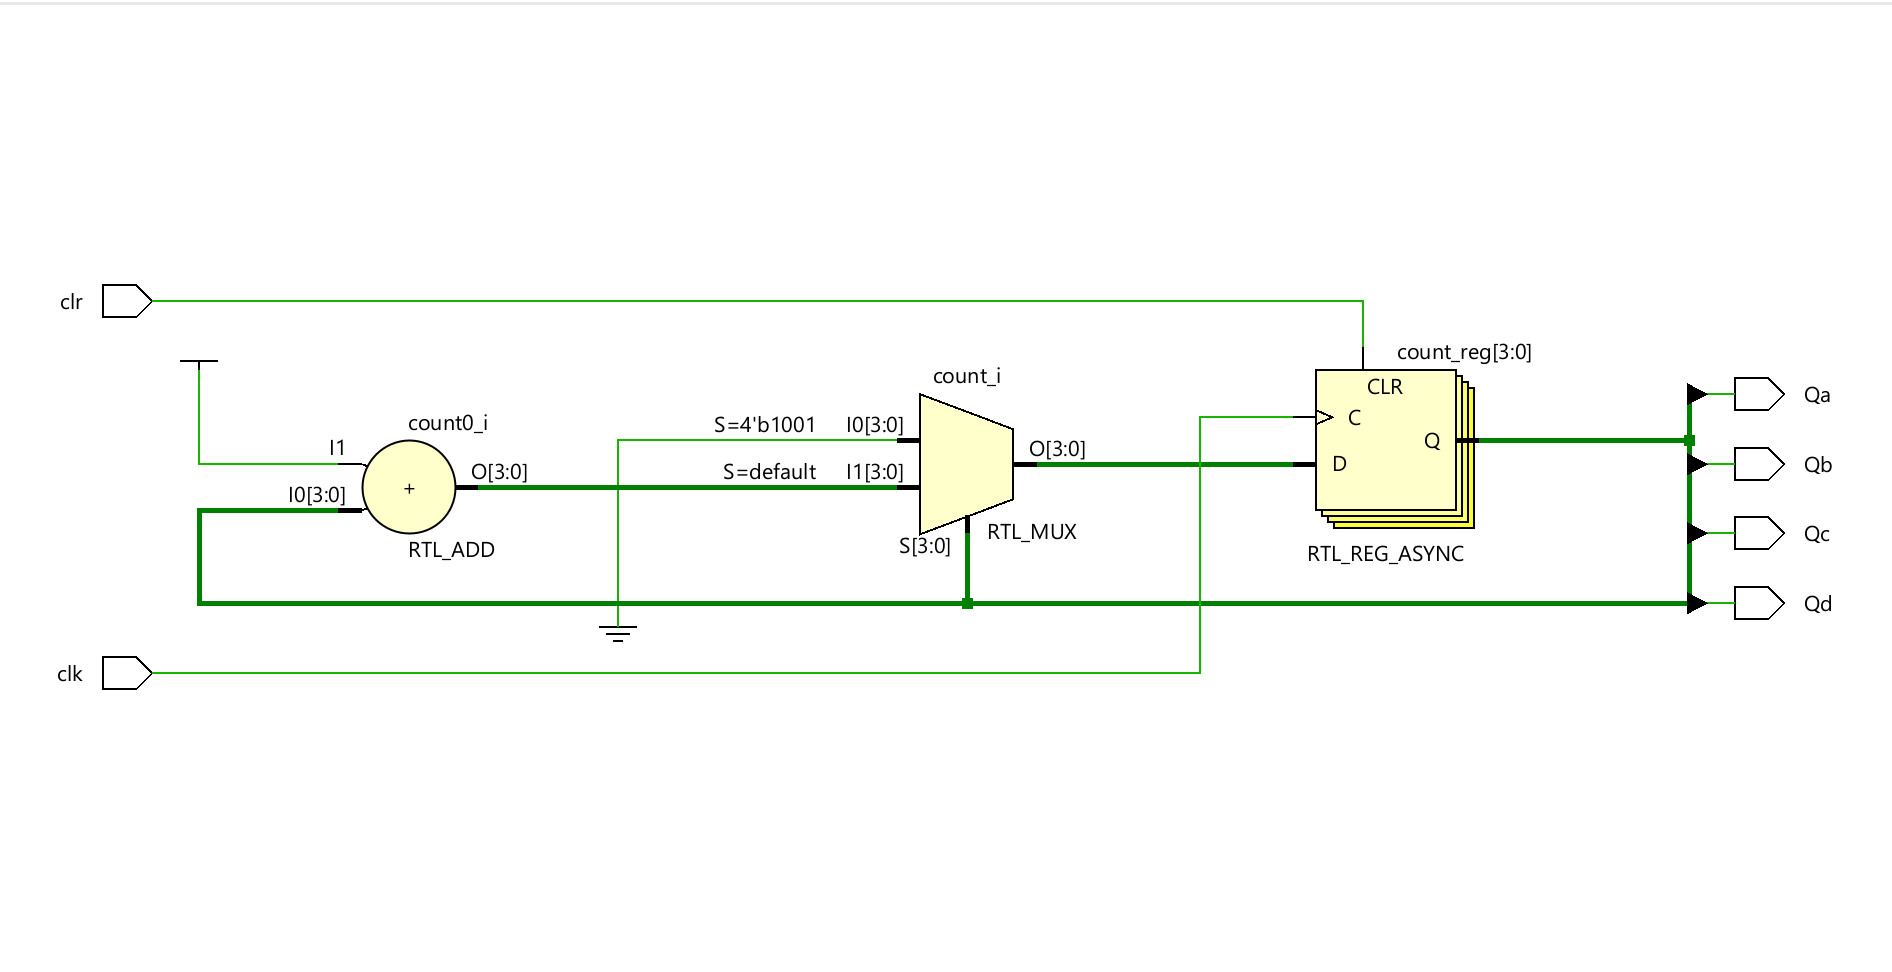 clr
count_reg[3:0]
count_i
CLR
Qa
C
count0_i
S=4'b1001 I0[3:0]
Q
I1
O[3:0]
D
Qb
O[3:0]
S=default I1[3:0]
+
I0[3:0]
RTL_MUX
Qc
S[3:0]
RTL_ADD
RTL_REG_ASYNC
Qd
clk